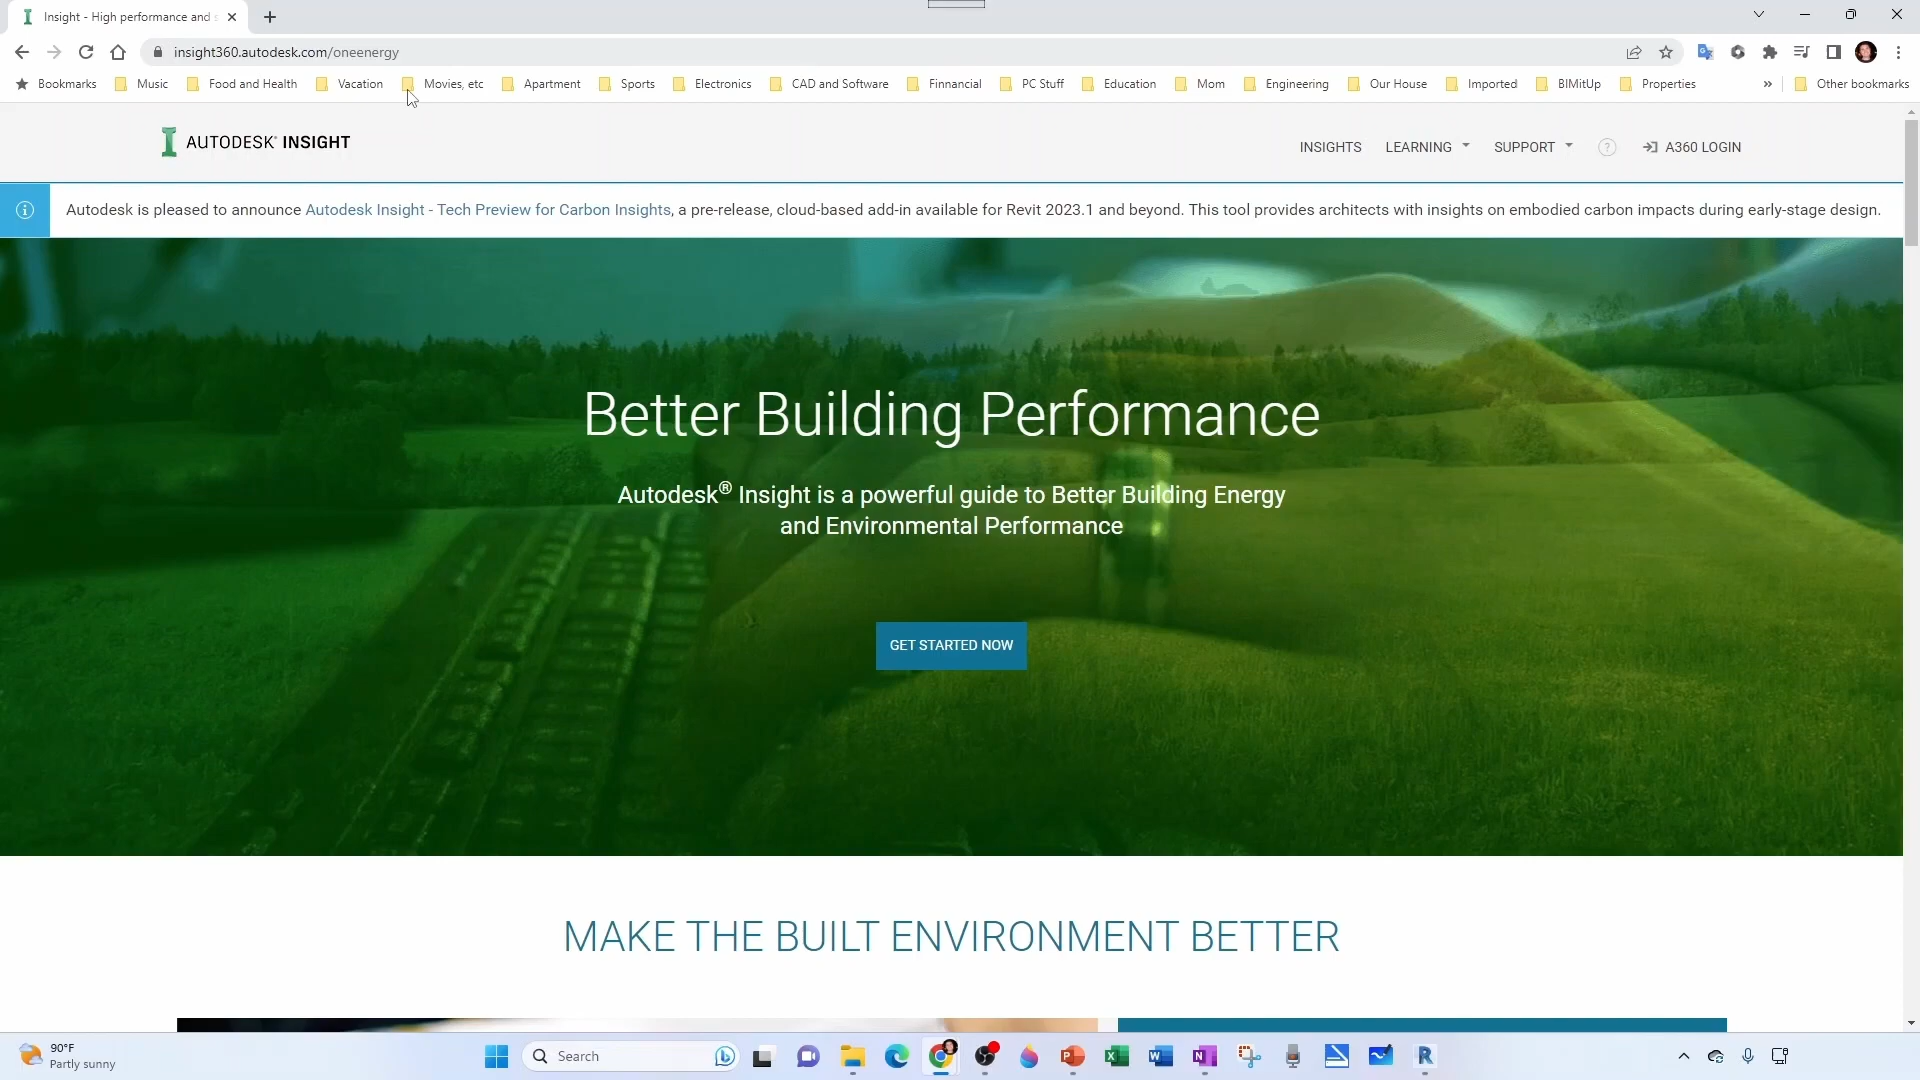 Insight - High performance and s
insight360.autodesk.com/oneenergy
Bookmarks Music Food and Health Vacation Movies, etc Apartment Sports Electronics CAD and Software Finnancial PC Stuff Education Mom Engineering Our House Imported BIMitUp Properties » Other bookmarks
AUTODESK® INSIGHT
INSIGHTS LEARNING SUPPORT ? A360 LOGIN
Autodesk is pleased to announce Autodesk Insight - Tech Preview for Carbon Insights, a pre-release, cloud-based add-in available for Revit 2023.1 and beyond. This tool provides architects with insights on embodied carbon impacts during early-stage design.
Better Building Performance
Autodesk® Insight is a powerful guide to Better Building Energy
and Environmental Performance
GET STARTED NOW
MAKE THE BUILT ENVIRONMENT BETTER
90°F
Partly sunny
Search